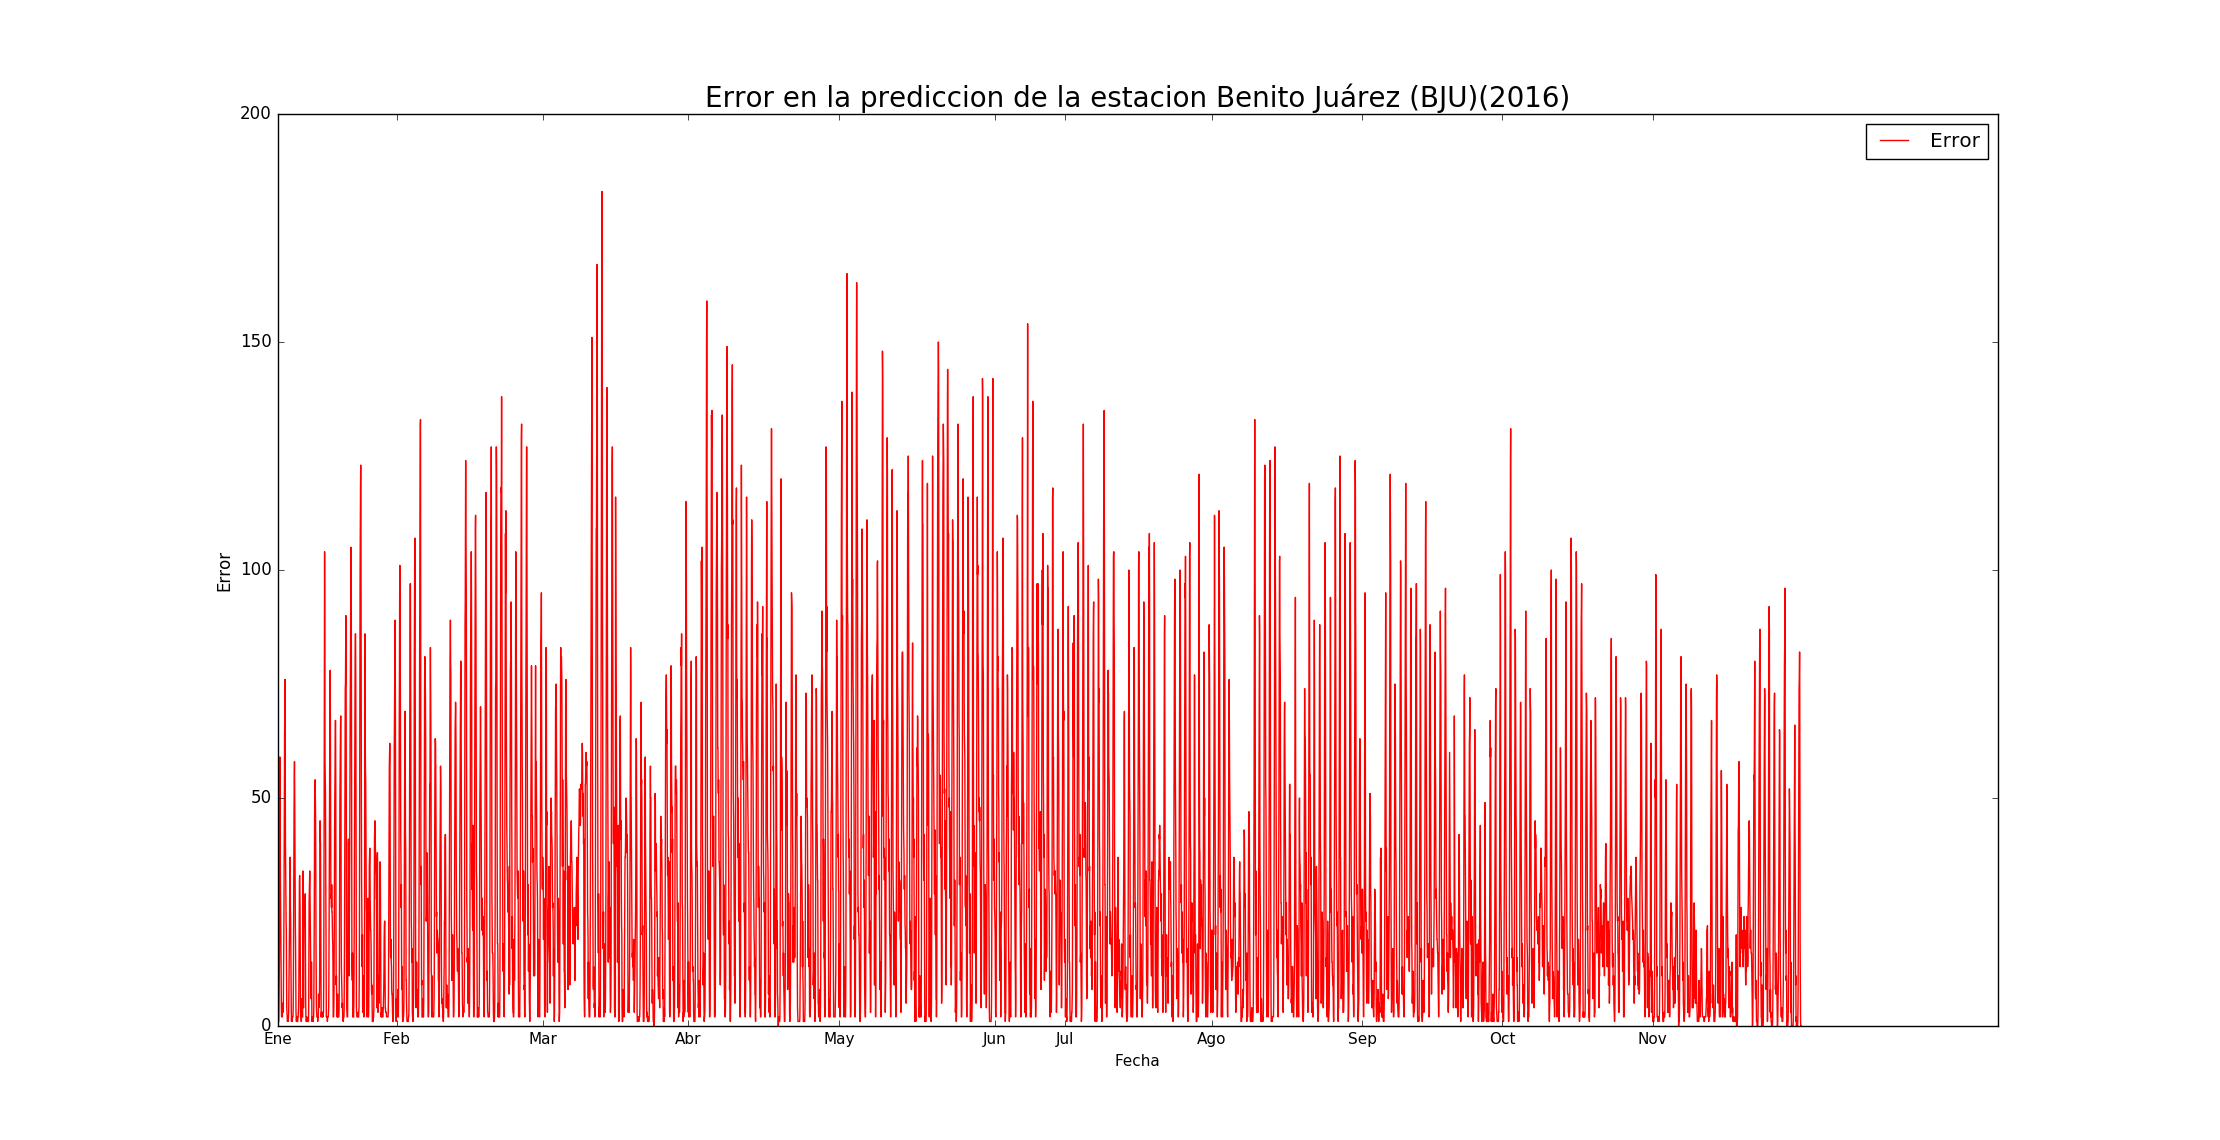 Error en la prediccion de la estacion Benito Juárez (BJU)(2016)
Error
200
150
100
50
0
Error
Ene Feb Mar Abr May Jun Jul Ago Sep Oct Nov
Fecha